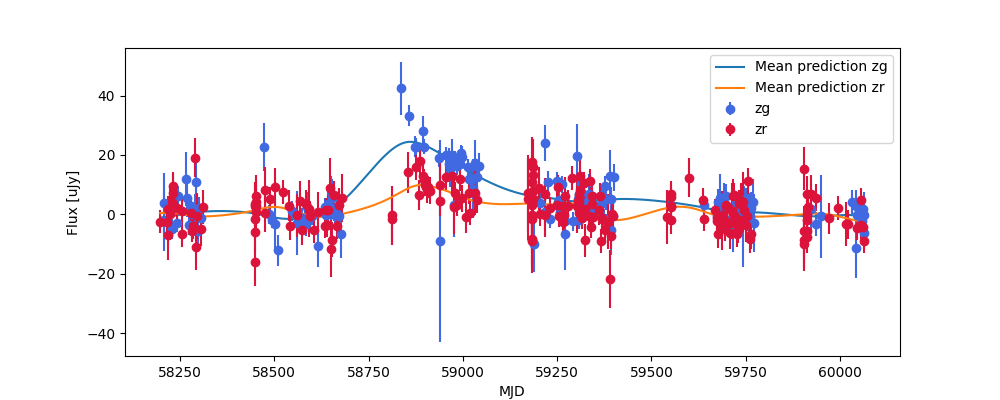 Flux [uJy]
40
20
0
−20
−40
58250
58500
58750
59000
59250
59500
59750
60000
MJD
Mean prediction zg
Mean prediction zr
zg
zr